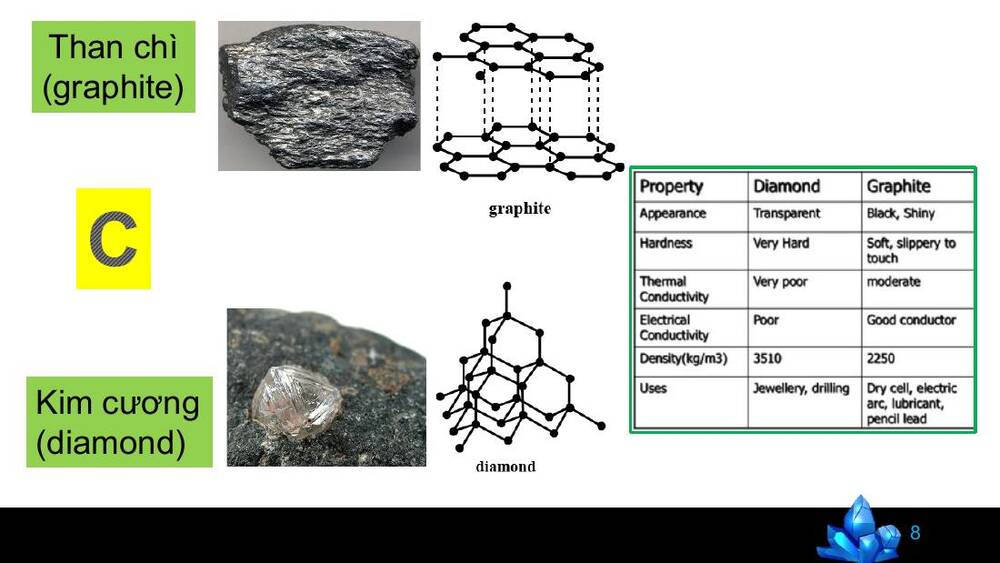 Than chì
(graphite)
graphite
C
Property Diamond Graphite
Appearance Transparent Black, Shiny
Hardness Very Hard Soft, slippery to
touch
Thermal Very poor moderate
Conductivity
Electrical Poor Good conductor
Conductivity
Density(kg/m3) 3510 2250
Uses Jewellery, drilling Dry cell, electric
arc, lubricant,
pencil lead
Kim cương
(diamond)
diamond
8